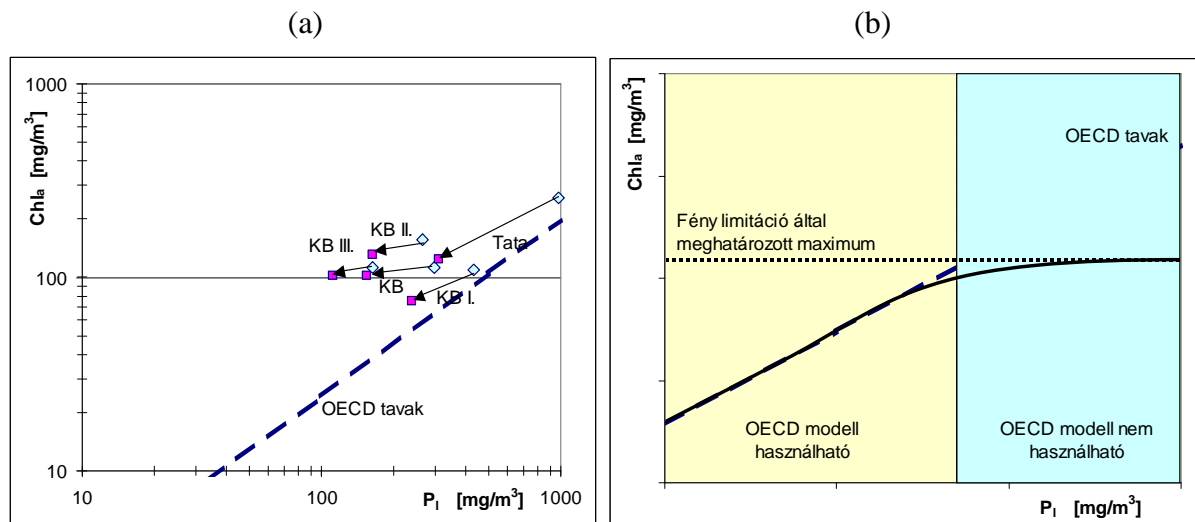 (a)
(b)
1000
100
10
10
100
1000
Chlₐ [mg/m³]
P_l [mg/m³]
KB III.
KB II.
KB
KB I.
Tata
OECD tavak
Chlₐ [mg/m³]
OECD tavak
Fény limitáció által
meghatározott maximum
OECD modell
használható
OECD modell nem
használható
P_l [mg/m³]